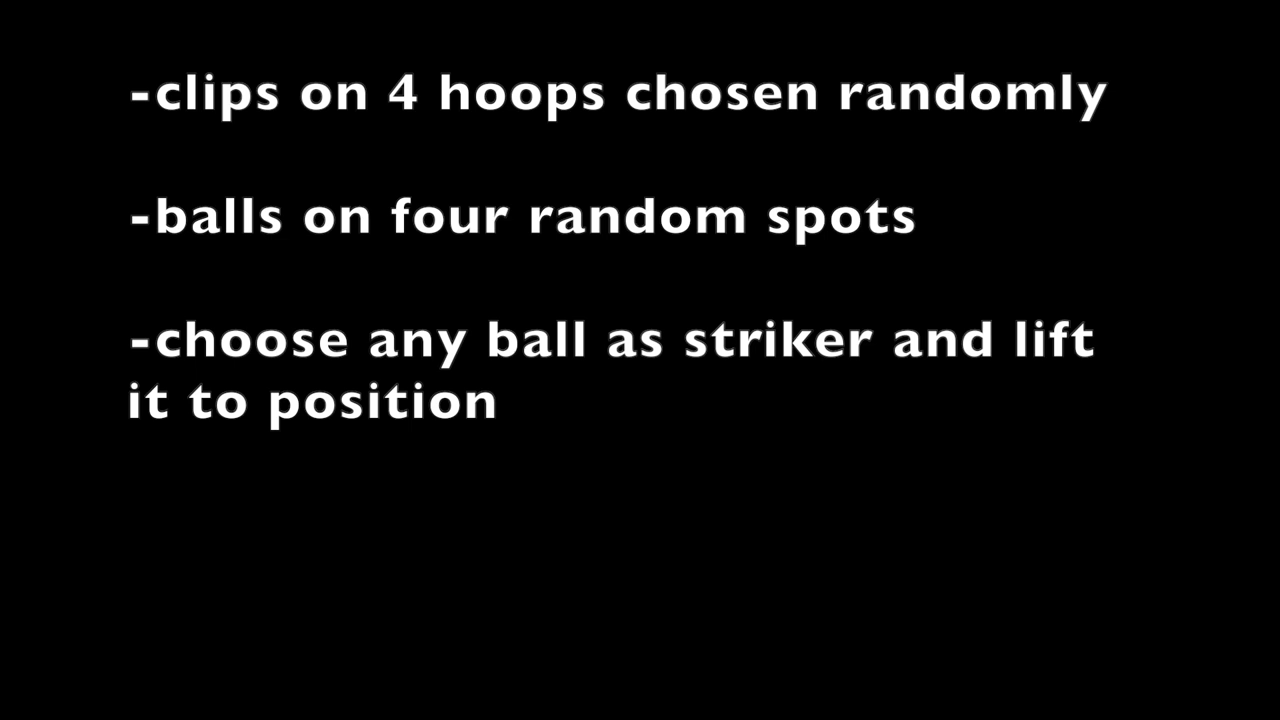 -clips on 4 hoops chosen randomly
-balls on four random spots
-choose any ball as striker and lift
it to position